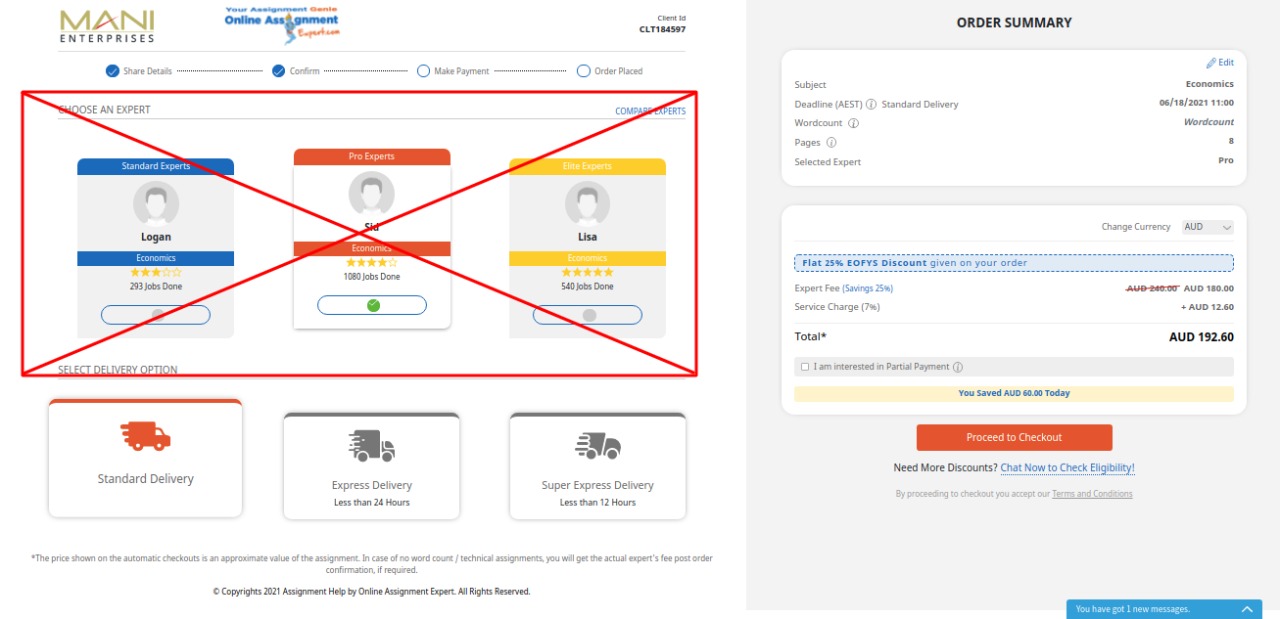 MANI
ENTERPRISES
Your Assignment Genie
Online Assignment
Expert.com
Client Id
CLT184597
Share Details
Confirm
Make Payment
Order Placed
CHOOSE AN EXPERT
COMPARE EXPERTS
Standard Experts
Logan
Economics
293 Jobs Done
Pro Experts
Sid
Economics
1080 Jobs Done
Elite Experts
Lisa
Economics
540 Jobs Done
SELECT DELIVERY OPTION
Standard Delivery
Express Delivery
Less than 24 Hours
Super Express Delivery
Less than 12 Hours
*The price shown on the automatic checkouts is an approximate value of the assignment. In case of no word count / technical assignments, you will get the actual expert's fee post order
confirmation, if required.
© Copyrights 2021 Assignment Help by Online Assignment Expert. All Rights Reserved.
ORDER SUMMARY
Edit
Subject Economics
Deadline (AEST) i Standard Delivery 06/18/2021 11:00
Wordcount i Wordcount
Pages i 8
Selected Expert Pro
Change Currency AUD
Flat 25% EOFYS Discount given on your order
Expert Fee (Savings 25%) AUD 240.00 AUD 180.00
Service Charge (7%) + AUD 12.60
Total* AUD 192.60
I am interested in Partial Payment i
You Saved AUD 60.00 Today
Proceed to Checkout
Need More Discounts? Chat Now to Check Eligibility!
By proceeding to checkout you accept our Terms and Conditions
You have got 1 new messages.